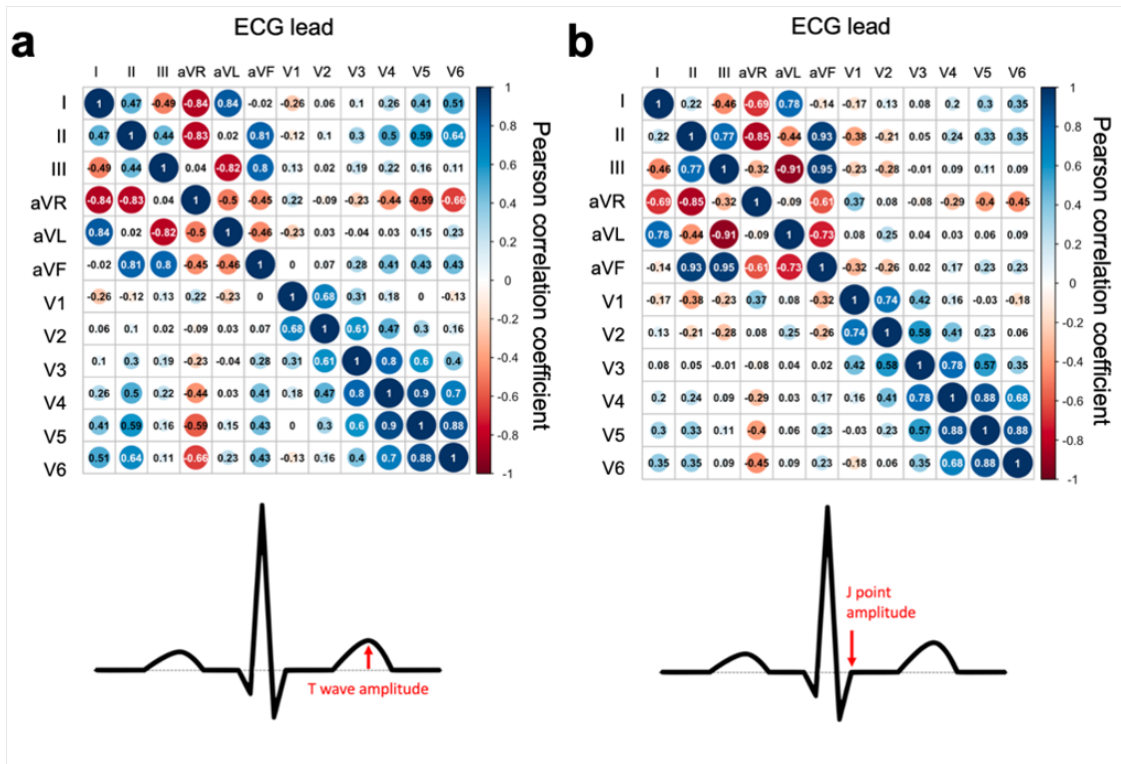 a
ECG lead
I II III aVR aVL aVF V1 V2 V3 V4 V5 V6
I 1 0.47 -0.49 -0.84 0.84 -0.02 -0.26 0.06 0.1 0.26 0.41 0.51
II 0.47 1 0.44 -0.83 0.02 0.81 -0.12 0.1 0.3 0.5 0.59 0.64
III -0.49 0.44 1 0.04 -0.82 0.8 0.13 0.02 0.19 0.22 0.16 0.11
aVR -0.84 -0.83 0.04 1 -0.5 -0.45 0.22 -0.09 -0.23 -0.44 -0.59 -0.66
aVL 0.84 0.02 -0.82 -0.5 1 -0.46 -0.23 0.03 -0.04 0.03 0.15 0.23
aVF -0.02 0.81 0.8 -0.45 -0.46 1 0 0.07 0.28 0.41 0.43 0.43
V1 -0.26 -0.12 0.13 0.22 -0.23 0 1 0.68 0.31 0.18 0 -0.13
V2 0.06 0.1 0.02 -0.09 0.03 0.07 0.68 1 0.61 0.47 0.3 0.16
V3 0.1 0.3 0.19 -0.23 -0.04 0.28 0.31 0.61 1 0.8 0.6 0.4
V4 0.26 0.5 0.22 -0.44 0.03 0.41 0.18 0.47 0.8 1 0.9 0.7
V5 0.41 0.59 0.16 -0.59 0.15 0.43 0 0.3 0.6 0.9 1 0.88
V6 0.51 0.64 0.11 -0.66 0.23 0.43 -0.13 0.16 0.4 0.7 0.88 1
1
0.8
0.6
0.4
0.2
0
-0.2
-0.4
-0.6
-0.8
-1
Pearson correlation coefficient
T wave amplitude
b
ECG lead
I II III aVR aVL aVF V1 V2 V3 V4 V5 V6
I 1 0.22 -0.46 -0.69 0.78 -0.14 -0.17 0.13 0.08 0.2 0.3 0.35
II 0.22 1 0.77 -0.85 -0.44 0.93 -0.38 -0.21 0.05 0.24 0.33 0.35
III -0.46 0.77 1 -0.32 -0.91 0.95 -0.23 -0.28 -0.01 0.09 0.11 0.09
aVR -0.69 -0.85 -0.32 1 -0.09 -0.61 0.37 0.08 -0.08 -0.29 -0.4 -0.45
aVL 0.78 -0.44 -0.91 -0.09 1 -0.73 0.08 0.25 0.04 0.03 0.06 0.09
aVF -0.14 0.93 0.95 -0.61 -0.73 1 -0.32 -0.26 0.02 0.17 0.23 0.23
V1 -0.17 -0.38 -0.23 0.37 0.08 -0.32 1 0.74 0.42 0.16 -0.03 -0.18
V2 0.13 -0.21 -0.28 0.08 0.25 -0.26 0.74 1 0.58 0.41 0.23 0.06
V3 0.08 0.05 -0.01 -0.08 0.04 0.02 0.42 0.58 1 0.78 0.57 0.35
V4 0.2 0.24 0.09 -0.29 0.03 0.17 0.16 0.41 0.78 1 0.88 0.68
V5 0.3 0.33 0.11 -0.4 0.06 0.23 -0.03 0.23 0.57 0.88 1 0.88
V6 0.35 0.35 0.09 -0.45 0.09 0.23 -0.18 0.06 0.35 0.68 0.88 1
1
0.8
0.6
0.4
0.2
0
-0.2
-0.4
-0.6
-0.8
-1
Pearson correlation coefficient
J point
amplitude